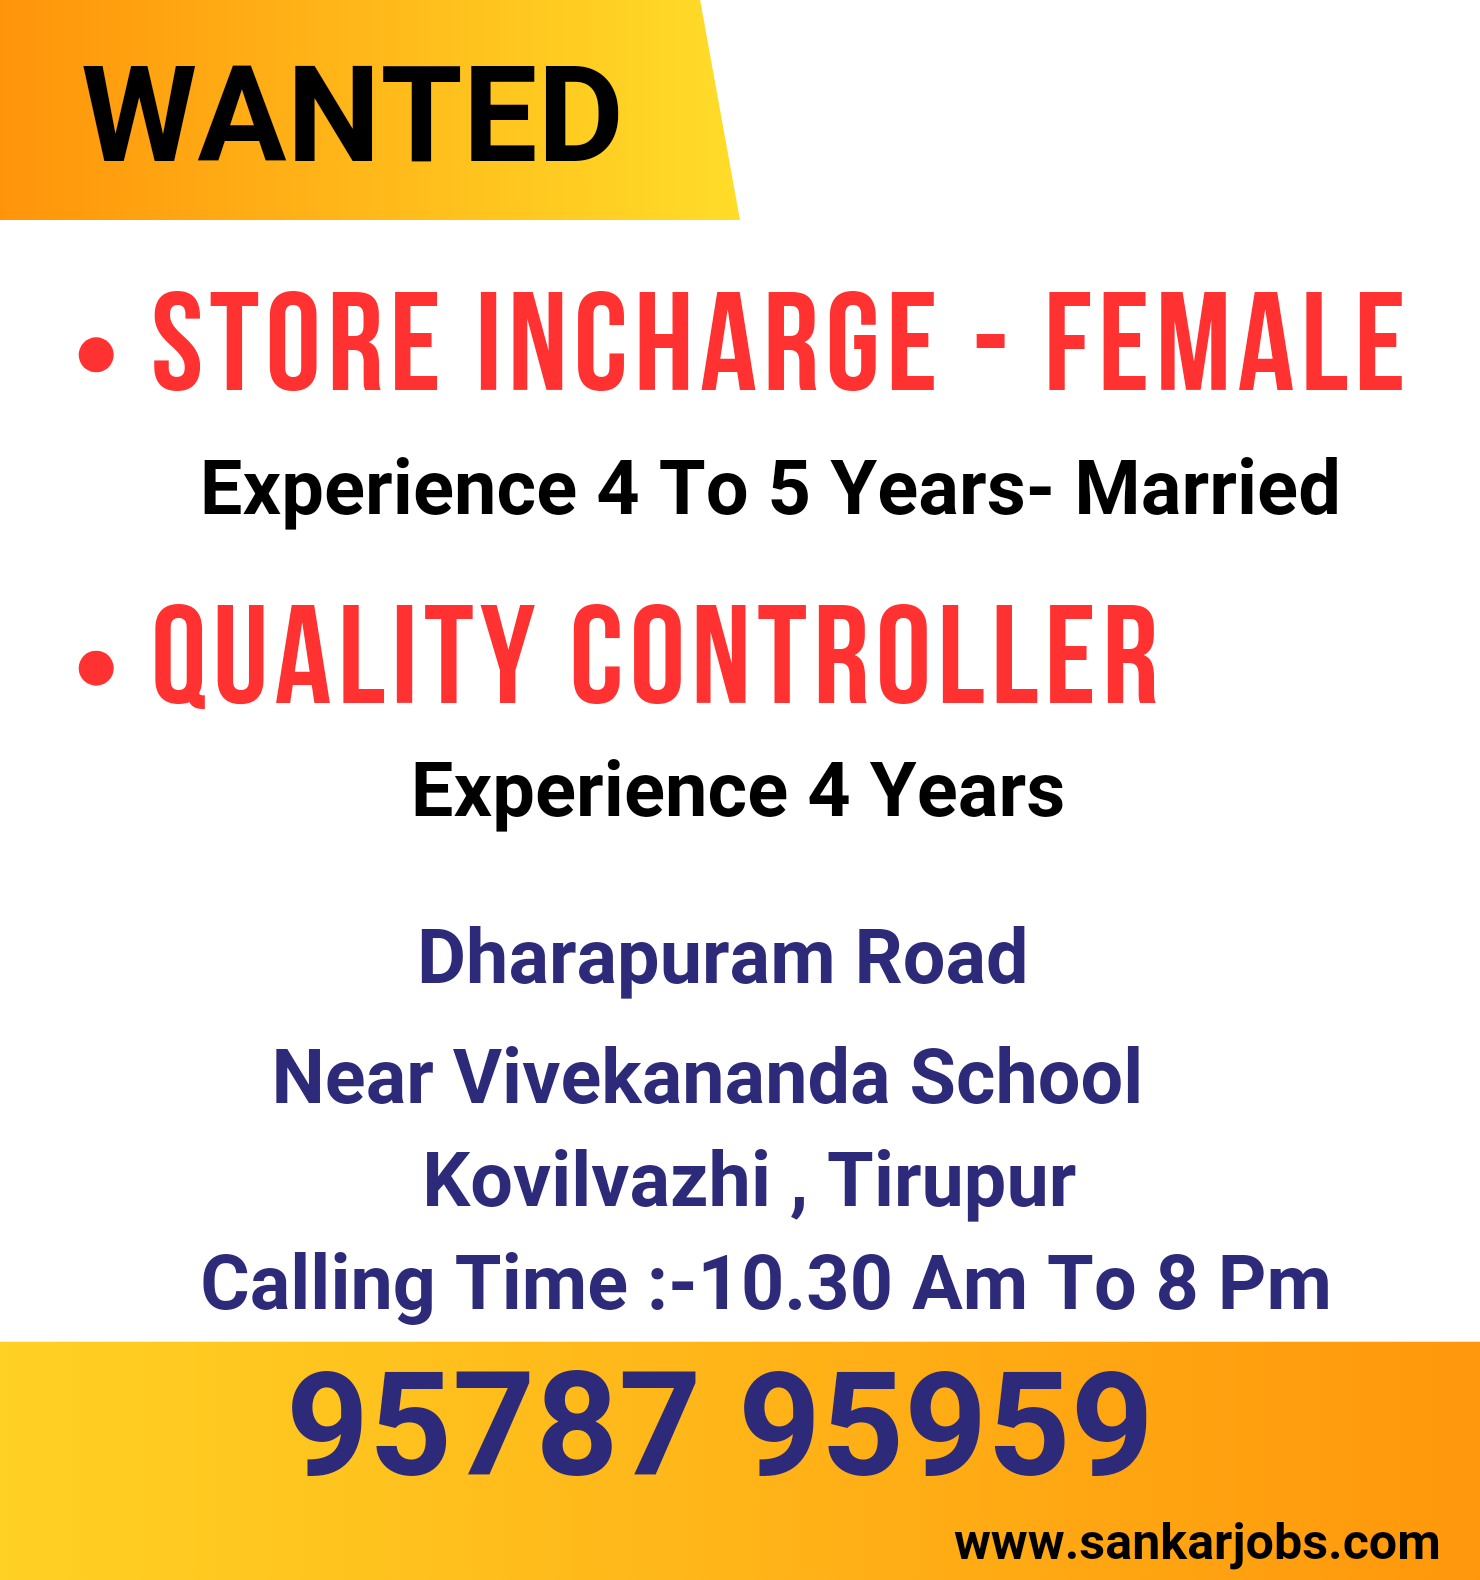 WANTED
• STORE INCHARGE - FEMALE
Experience 4 To 5 Years- Married
• QUALITY CONTROLLER
Experience 4 Years
Dharapuram Road
Near Vivekananda School
Kovilvazhi , Tirupur
Calling Time :-10.30 Am To 8 Pm
95787 95959
www.sankarjobs.com